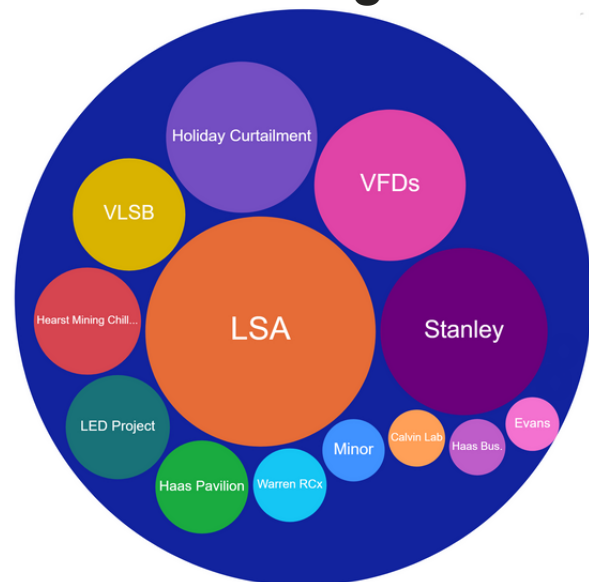 Holiday Curtailment
VFDs
VLSB
LSA
Hearst Mining Chill...
Stanley
LED Project
Evans
Calvin Lab
Haas Bus.
Minor
Warren RCx
Haas Pavilion